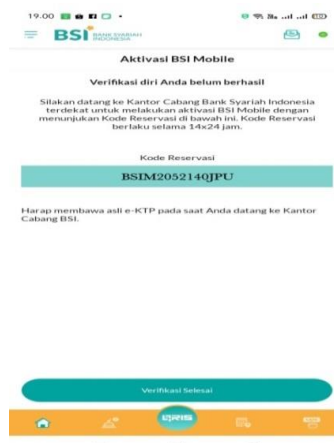 19.00
BSI BANK SYARIAH
INDONESIA
Aktivasi BSI Mobile
Verifikasi diri Anda belum berhasil
Silakan datang ke Kantor Cabang Bank Syariah Indonesia
terdekat untuk melakukan aktivasi BSI Mobile dengan
menunjukan Kode Reservasi di bawah ini. Kode Reservasi
berlaku selama 14x24 jam.
Kode Reservasi
BSIM2052140JPU
Harap membawa asli e-KTP pada saat Anda datang ke Kantor
Cabang BSI.
Verifikasi Selesai
QRIS